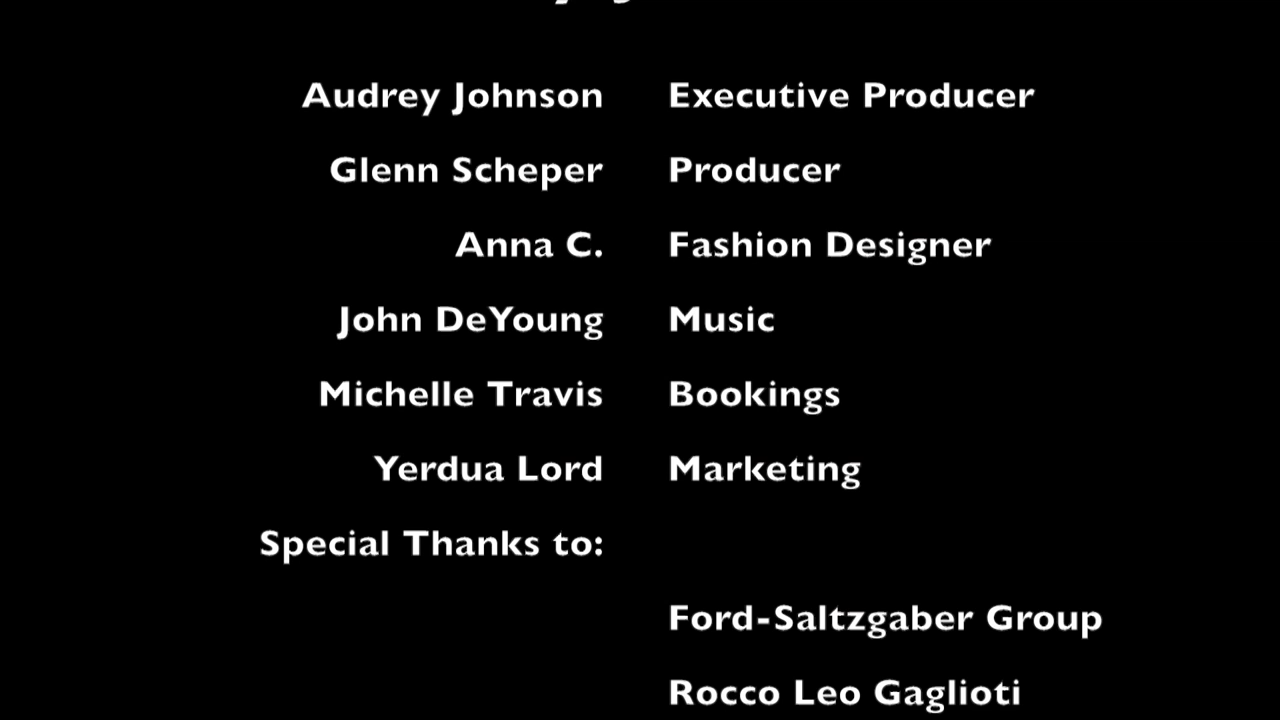 Audrey Johnson Executive Producer
Glenn Scheper Producer
Anna C. Fashion Designer
John DeYoung Music
Michelle Travis Bookings
Yerdua Lord Marketing
Special Thanks to:
Ford-Saltzgaber Group
Rocco Leo Gaglioti